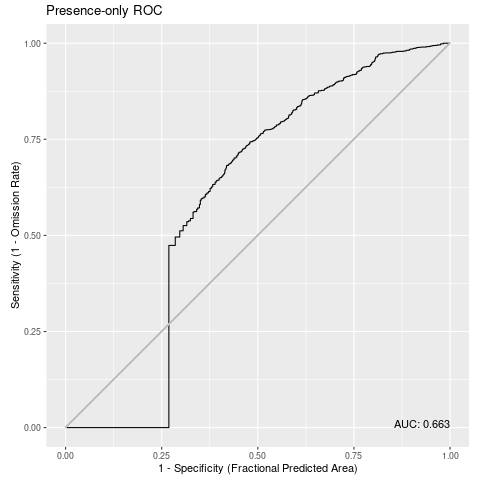 Presence-only ROC
Sensitivity (1 - Omission Rate)
1.00
0.75
0.50
0.25
0.00
AUC: 0.663
0.00 0.25 0.50 0.75 1.00
1 - Specificity (Fractional Predicted Area)